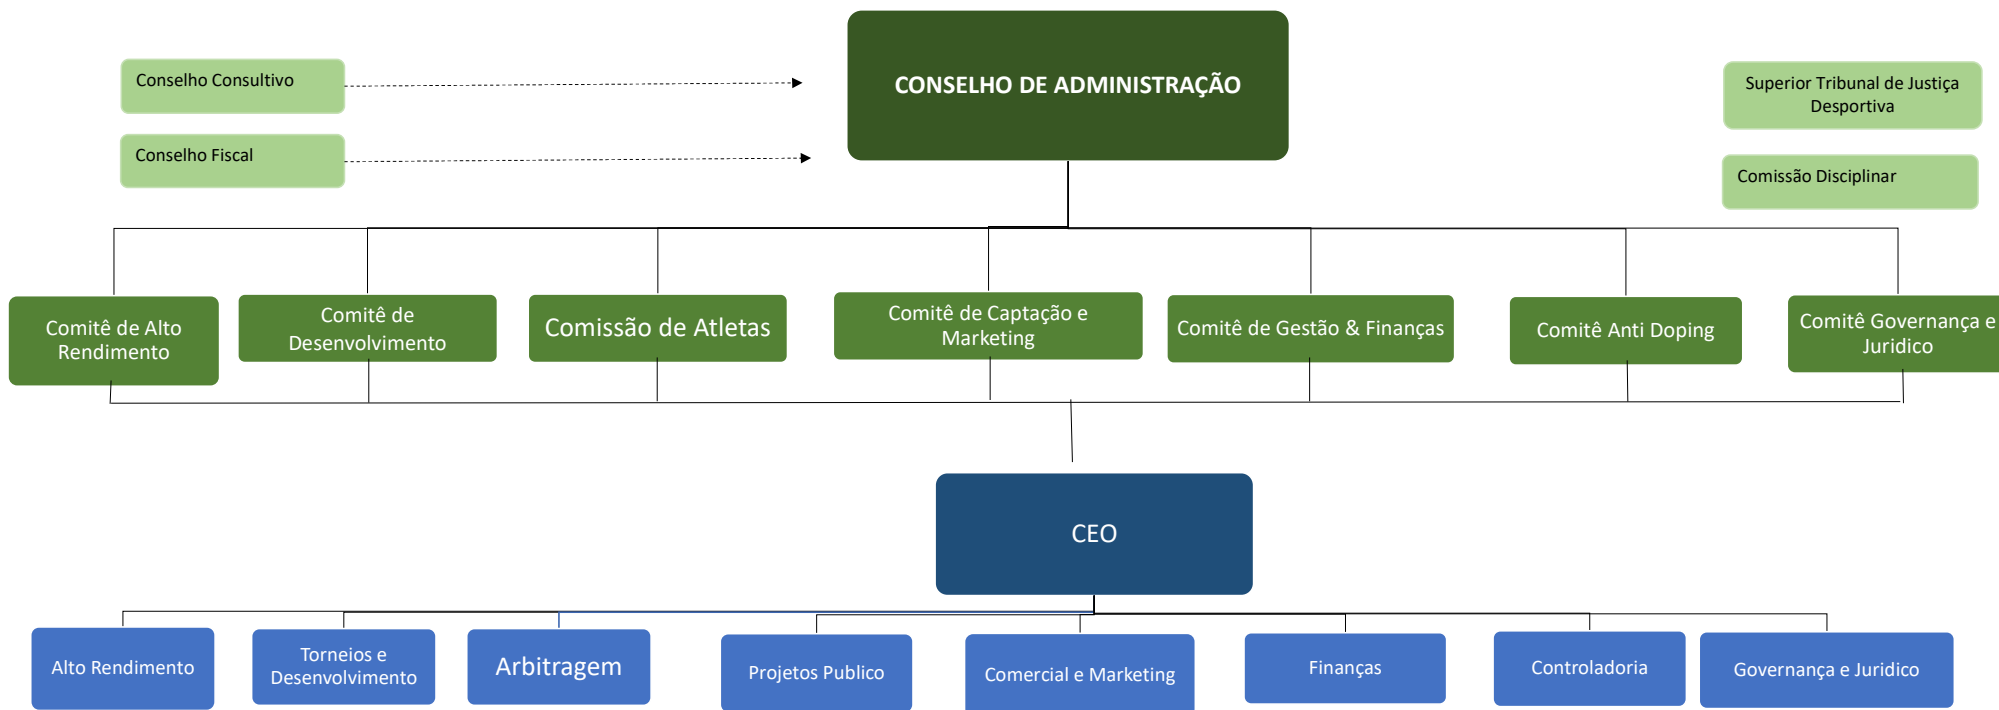 CONSELHO DE ADMINISTRAÇÃO
Conselho Consultivo
Conselho Fiscal
Superior Tribunal de Justiça
Desportiva
Comissão Disciplinar
Comitê de Alto
Rendimento
Comitê de
Desenvolvimento
Comissão de Atletas
Comitê de Captação e
Marketing
Comitê de Gestão & Finanças
Comitê Anti Doping
Comitê Governança e
Juridico
CEO
Alto Rendimento
Torneios e
Desenvolvimento
Arbitragem
Projetos Publico
Comercial e Marketing
Finanças
Controladoria
Governança e Juridico